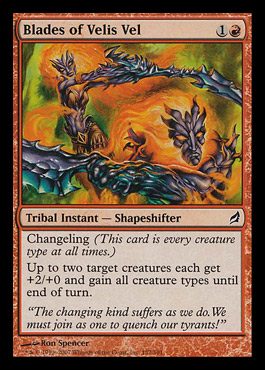 Blades of Velis Vel
1
Tribal Instant — Shapeshifter
Changeling (This card is every creature
type at all times.)
Up to two target creatures each get
+2/+0 and gain all creature types until
end of turn.
"The changing kind suffers as we do. We
must join as one to quench our tyrants!"
Ron Spencer